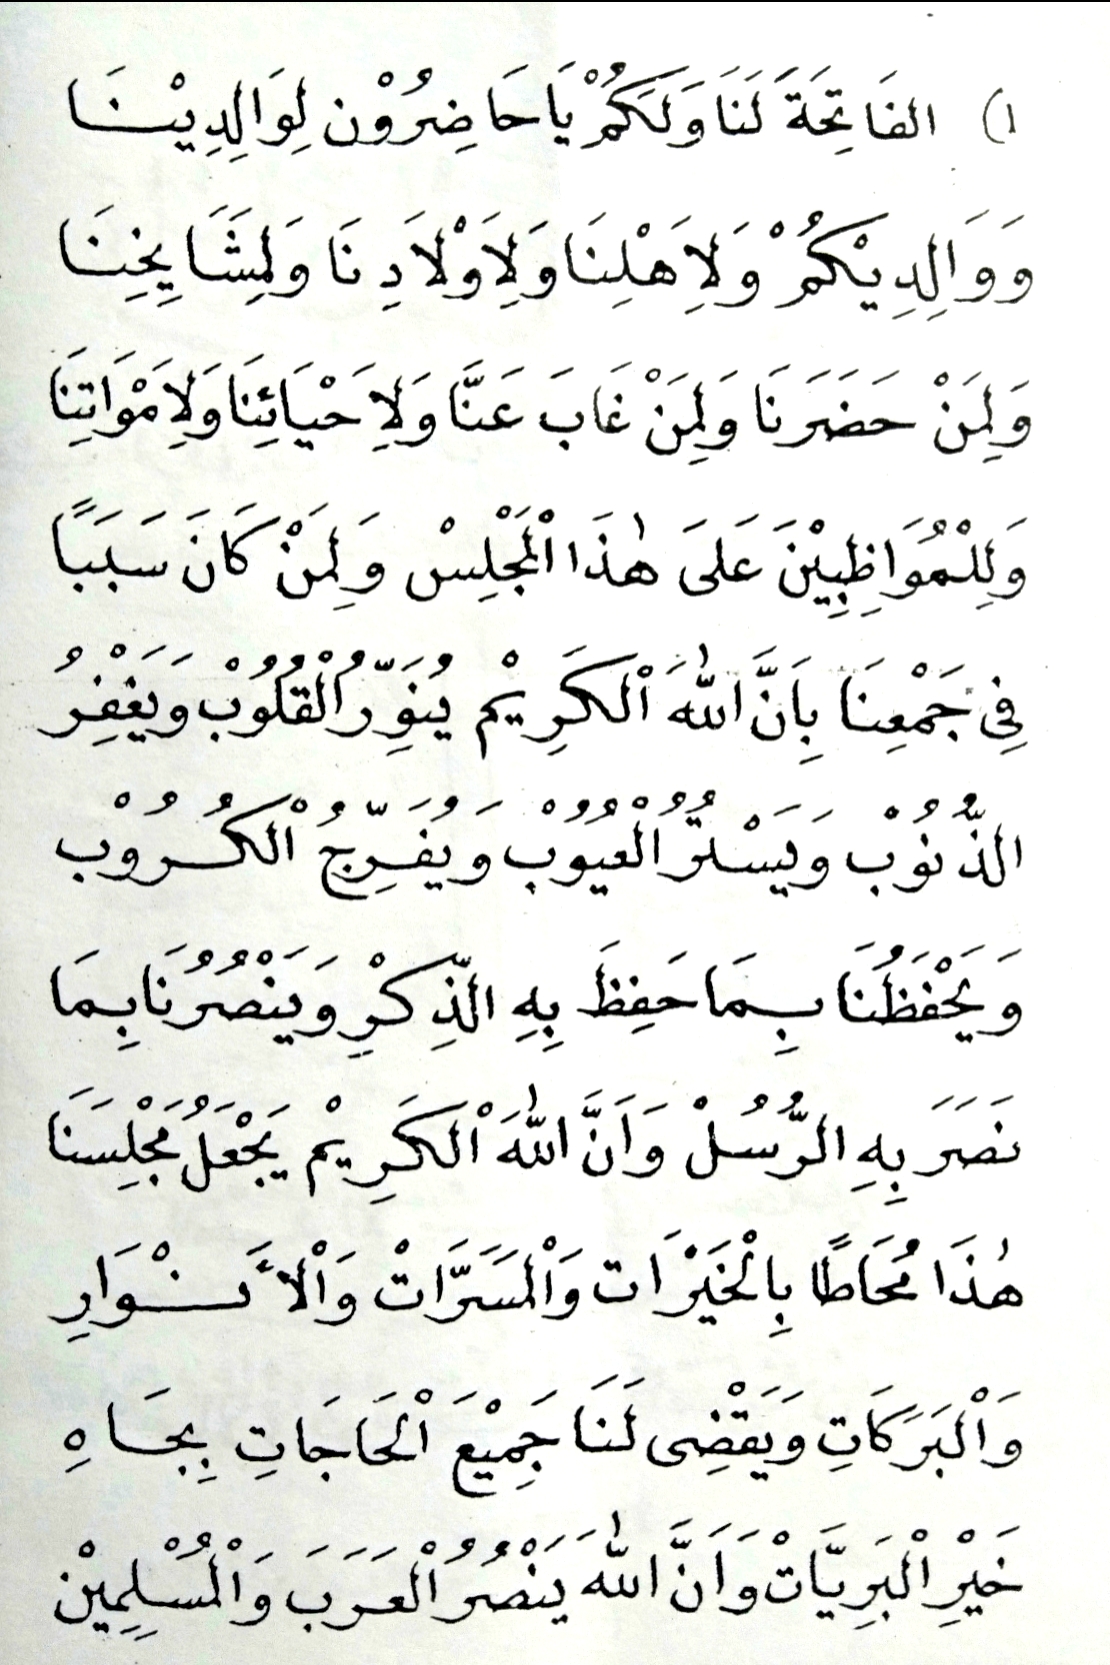 ١) الفَاتِحَةَ لَنَا وَلَكُمْ يَا حَاضِرُوْن لِوَالِدِيْنَا
وَوَالِدِيْكُمْ وَلِاَهْلِنَا وَلِاَوْلَادِنَا وَلِمَشَايِخِنَا
وَلِمَنْ حَضَرَنَا وَلِمَنْ غَابَ عَنَّا وَلِاَحْيَائِنَا وَلِاَمْوَاتِنَا
وَلِلْمُوَاظِبِيْنَ عَلىَ هٰذَا الْمَجْلِسْ وَلِمَنْ كَانَ سَبَبًا
فِى جَمْعِنَا بِاَنَّ اللهَ الْكَرِيْم يُنَوِّرُ الْقُلُوْبْ وَيَغْفِرُ
الذُّنُوْبْ وَيَسْتُرُ الْعُيُوْبْ وَيُفَرِّجُ الْكُرُوْبْ
وَيَحْفَظُنَا بِمَا حَفِظَ بِهِ الذِّكْرِ وَيَنْصُرُنَا بِمَا
نَصَرَ بِهِ الرُّسُلْ وَاَنَّ اللهَ الْكَرِيْم يَجْعَلُ مَجْلِسَنَا
هٰذَا مُحَاطًا بِالْخَيْرَات وَالْمَسَرَّاتْ وَالْأَنْوَارِ
وَالْبَرَكَاتِ وَيَقْضِى لَنَا جَمِيْعَ الْحَاجَاتِ بِجَاهِ
خَيْرِ الْبَرِيَّاتْ وَاَنَّ اللهَ يَنْصُرُ الْعَرَبَ وَالْمُسْلِمِيْن